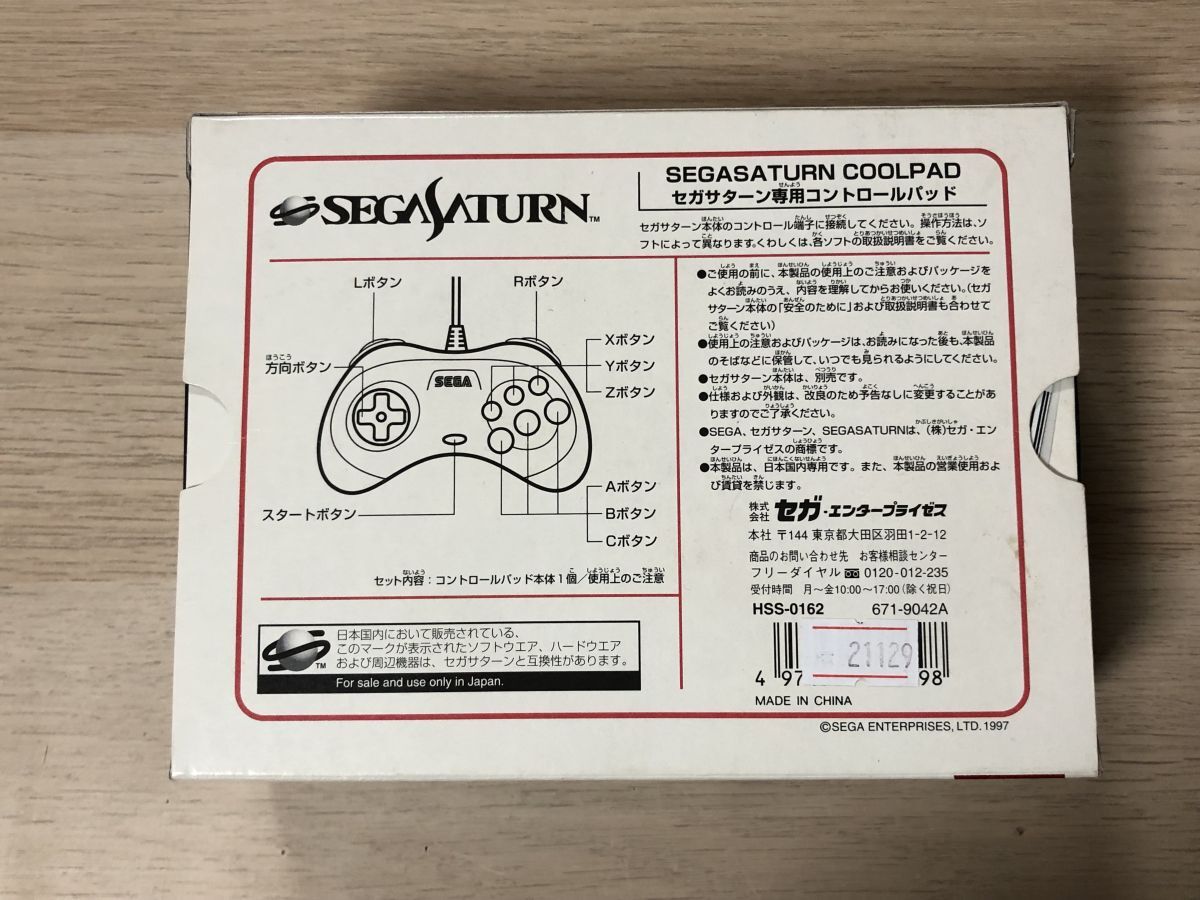 SEGASATURN™
SEGASATURN COOLPAD
セガサターン専用コントロールパッド
セガサターン本体のコントロール端子に接続してください。操作方法は、ソ
フトによって異なります。くわしくは、各ソフトの取扱説明書をご覧ください。
Lボタン
Rボタン
方向ボタン
Xボタン
Yボタン
Zボタン
SEGA
スタートボタン
Aボタン
Bボタン
Cボタン
セット内容：コントロールパッド本体1個／使用上のご注意
●ご使用の前に、本製品の使用上のご注意およびパッケージを
よくお読みのうえ、内容を理解してからお使いください。(セガ
サターン本体の「安全のために」および取扱説明書も合わせて
ご覧ください)
●使用上の注意およびパッケージは、お読みになった後も、本製品
のそばなどに保管して、いつでも見られるようにしてください。
●セガサターン本体は、別売です。
●仕様および外観は、改良のため予告なしに変更することがあ
りますのでご了承ください。
●SEGA、セガサターン、SEGASATURNは、(株)セガ・エン
タープライゼスの商標です。
●本製品は、日本国内専用です。また、本製品の営業使用およ
び賃貸を禁じます。
株式会社 セガ・エンタープライゼス
本社 〒144 東京都大田区羽田1-2-12
商品のお問い合わせ先 お客様相談センター
フリーダイヤル 0120-012-235
受付時間 月～金10:00～17:00(除く祝日)
HSS-0162 671-9042A
21129
4 97 98
MADE IN CHINA
TM
日本国内において販売されている、
このマークが表示されたソフトウエア、ハードウエア
および周辺機器は、セガサターンと互換性があります。
For sale and use only in Japan.
©SEGA ENTERPRISES, LTD. 1997